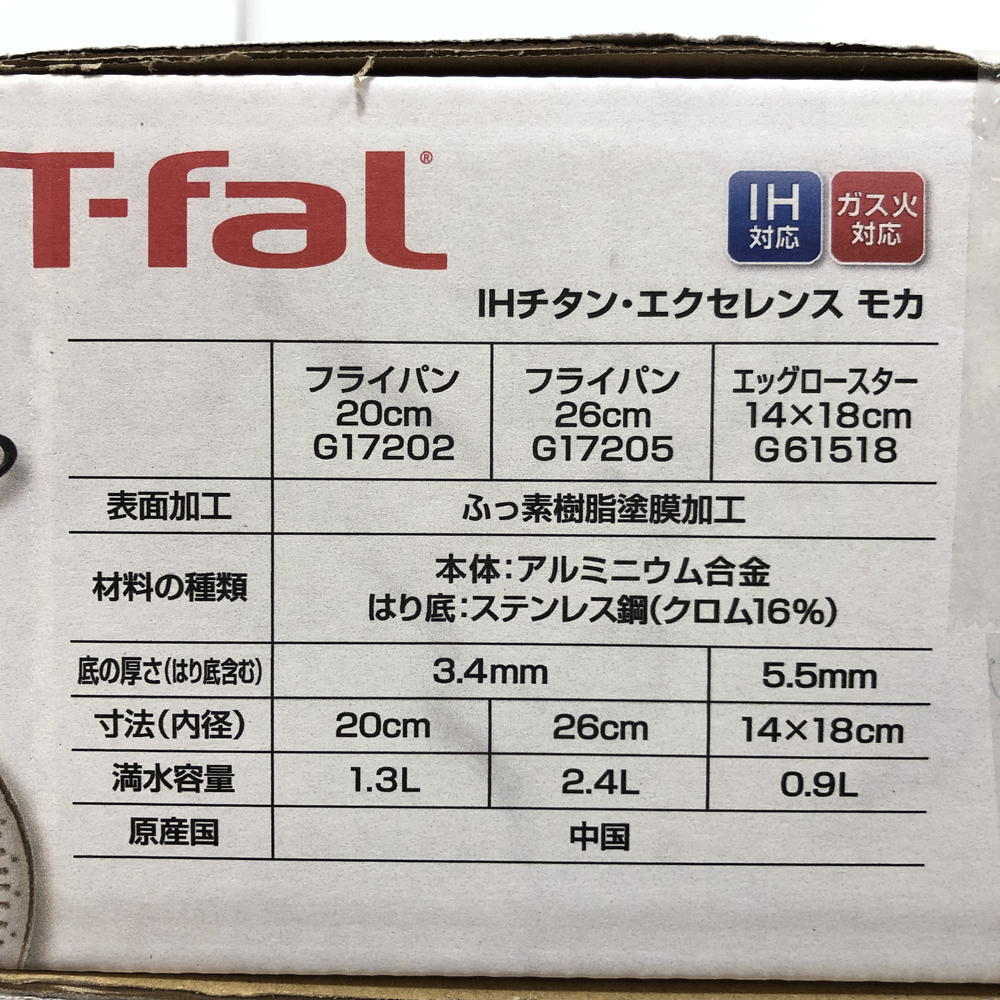 T-fal®
IH
対応
ガス火
対応
IHチタン・エクセレンス モカ
フライパン
20cm
G17202
フライパン
26cm
G17205
エッグロースター
14×18cm
G61518
表面加工
ふっ素樹脂塗膜加工
材料の種類
本体:アルミニウム合金
はり底:ステンレス鋼(クロム16%)
底の厚さ(はり底含む)
3.4mm
5.5mm
寸法(内径)
20cm
26cm
14×18cm
満水容量
1.3L
2.4L
0.9L
原産国
中国